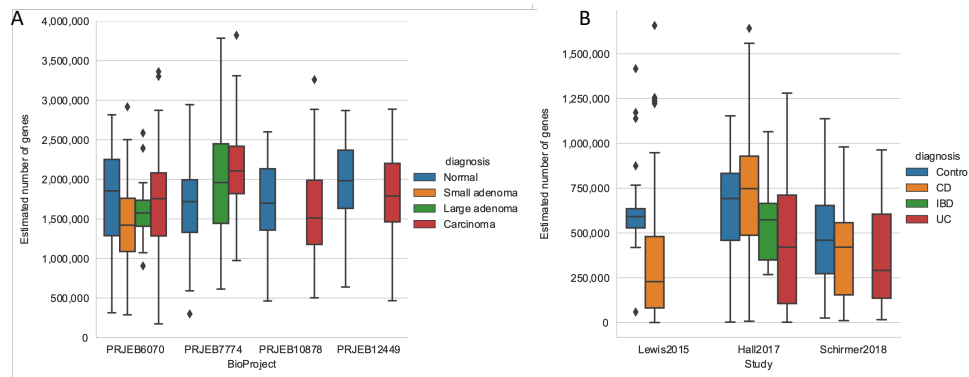 A
4,000,000
3,500,000
3,000,000
2,500,000
2,000,000
1,500,000
1,000,000
500,000
0
Estimated number of genes
PRJEB6070
PRJEB7774
PRJEB10878
PRJEB12449
BioProject
diagnosis
Normal
Small adenoma
Large adenoma
Carcinoma
B
1,500,000
1,250,000
1,000,000
750,000
500,000
250,000
0
Estimated number of genes
Lewis2015
Hall2017
Schirmer2018
Study
diagnosis
Contro
CD
IBD
UC